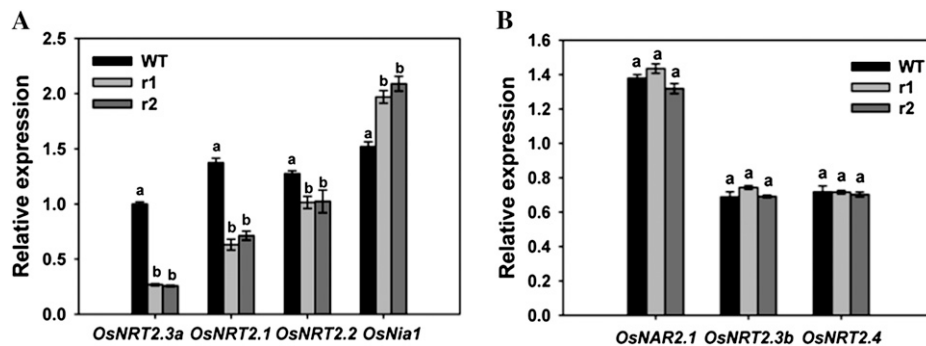 A
Relative expression
2.5
2.0
1.5
1.0
0.5
0.0
WT
r1
r2
a
b
b
a
b
b
a
b
b
a
b
b
OsNRT2.3a OsNRT2.1 OsNRT2.2 OsNia1
B
Relative expression
1.6
1.4
1.2
1.0
0.8
0.6
0.4
0.2
0.0
WT
r1
r2
a
a
a
a
a
a
a
a
a
OsNAR2.1 OsNRT2.3b OsNRT2.4